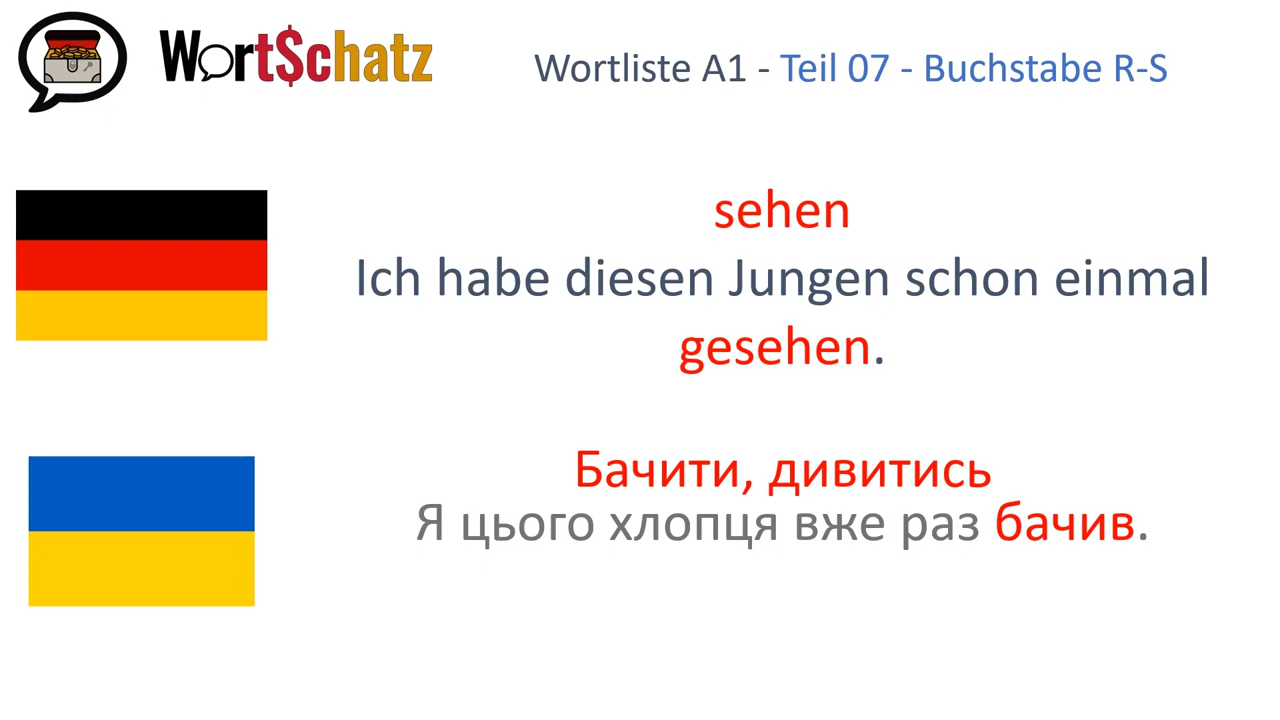 Wort$chatz
Wortliste A1 - Teil 07 - Buchstabe R-S
sehen
Ich habe diesen Jungen schon einmal
gesehen.
Бачити, дивитись
Я цього хлопця вже раз бачив.